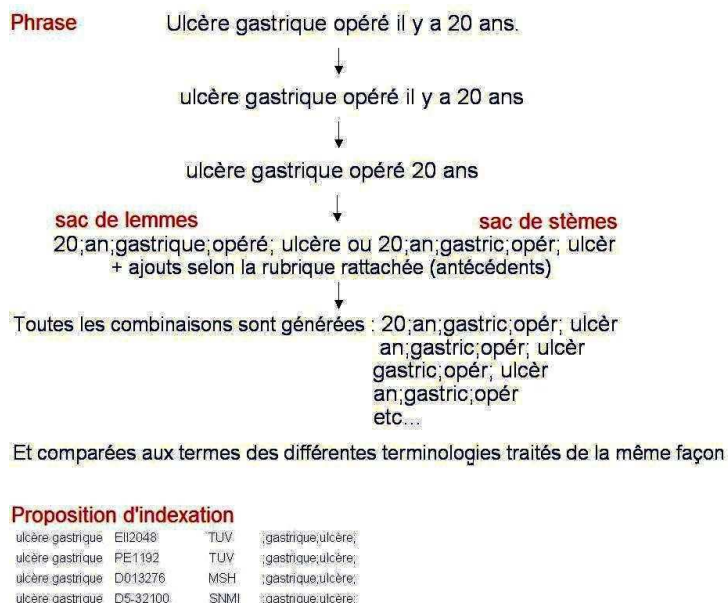 Phrase Ulcère gastrique opéré il y a 20 ans.
ulcère gastrique opéré il y a 20 ans
ulcère gastrique opéré 20 ans
sac de lemmes sac de stèmes
20;an;gastrique;opéré; ulcère ou 20;an;gastric;opér; ulcèr
+ ajouts selon la rubrique rattachée (antécédents)
Toutes les combinaisons sont générées : 20;an;gastric;opér; ulcèr
an;gastric;opér; ulcèr
gastric;opér; ulcèr
an;gastric;opér
etc...
Et comparées aux termes des différentes terminologies traités de la même façon
Proposition d'indexation
ulcère gastrique EII2048 TUV ;gastrique;ulcère;
ulcère gastrique PE1192 TUV ;gastrique;ulcère;
ulcère gastrique D013276 MSH ;gastrique;ulcère;
ulcère gastrique D5-32100 SNMI ;gastrique;ulcère;